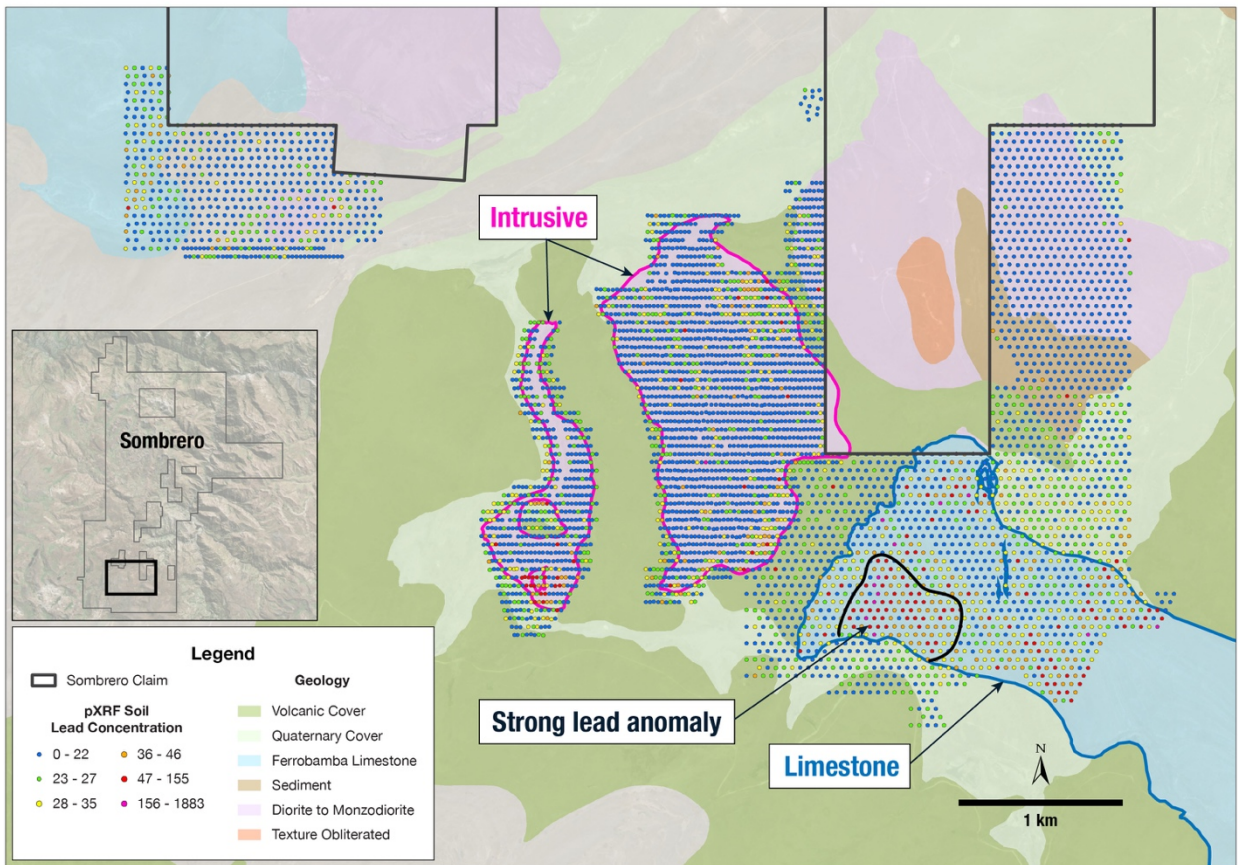 Intrusive
Sombrero
Strong lead anomaly
Limestone
N
1 km
Legend
Sombrero Claim
pXRF Soil
Lead Concentration
0 - 22
23 - 27
28 - 35
36 - 46
47 - 155
156 - 1883
Geology
Volcanic Cover
Quaternary Cover
Ferrobamba Limestone
Sediment
Diorite to Monzodiorite
Texture Obliterated